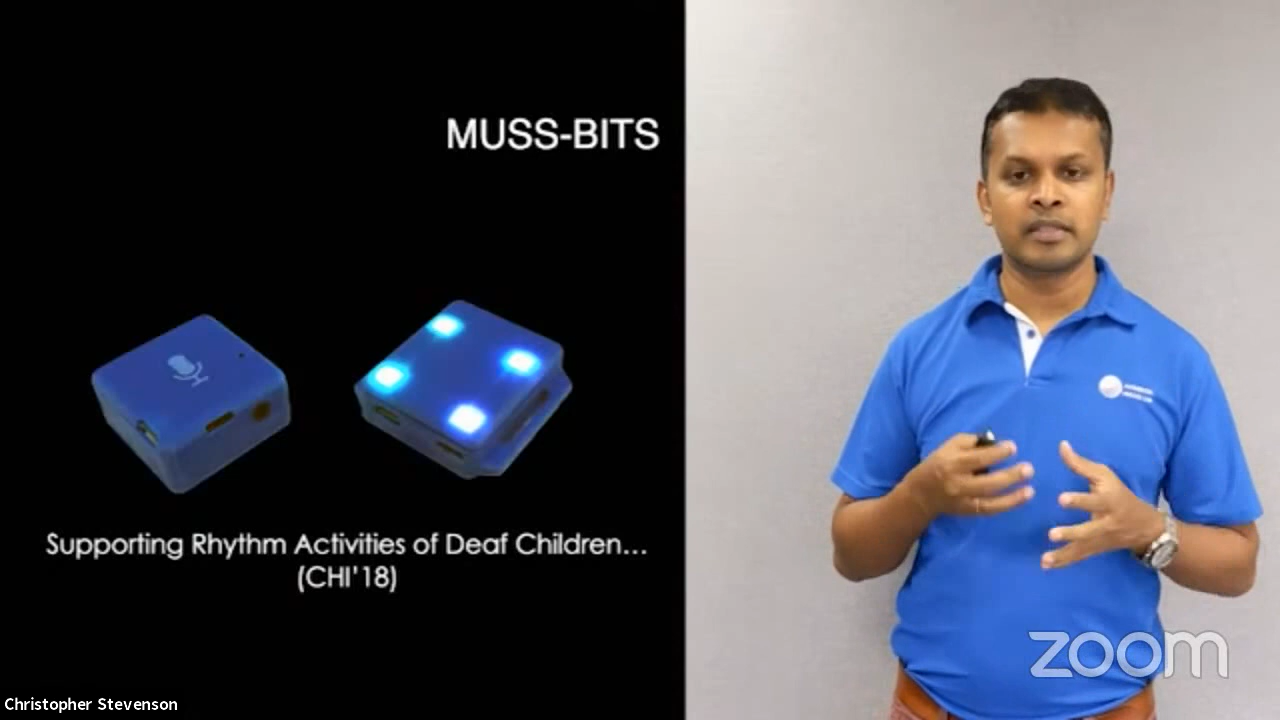 MUSS-BITS
Supporting Rhythm Activities of Deaf Children...
(CHI'18)
zoom
Christopher Stevenson